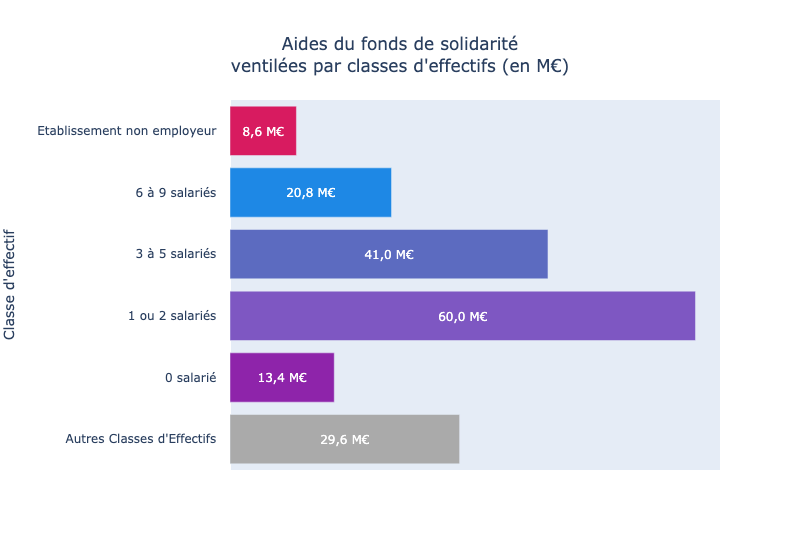 Aides du fonds de solidarité
ventilées par classes d'effectifs (en M€)
Classe d'effectif
Etablissement non employeur
8,6 M€
6 à 9 salariés
20,8 M€
3 à 5 salariés
41,0 M€
1 ou 2 salariés
60,0 M€
0 salarié
13,4 M€
Autres Classes d'Effectifs
29,6 M€